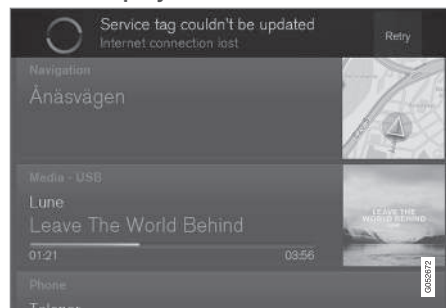 Service tag couldn't be updated
Internet connection lost
Retry
Navigation
Ånäsvägen
Media - USB
Lune
Leave The World Behind
01:21
03:56
LEAVE THE
WORLD BEHIND
Phone
G052672